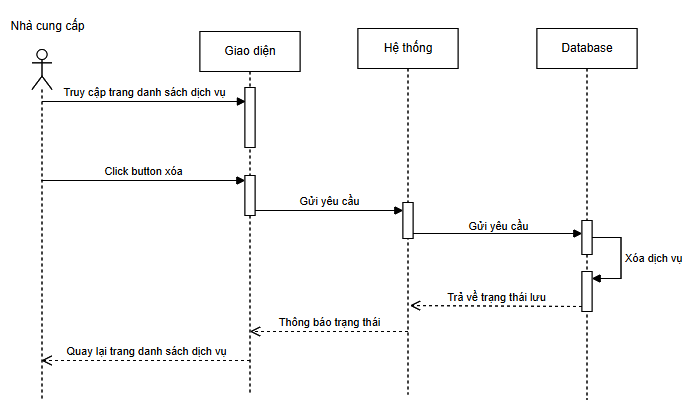 Nhà cung cấp
Giao diện
Hệ thống
Database
Truy cập trang danh sách dịch vụ
Click button xóa
Gửi yêu cầu
Gửi yêu cầu
Xóa dịch vụ
Trả về trạng thái lưu
Thông báo trạng thái
Quay lại trang danh sách dịch vụ